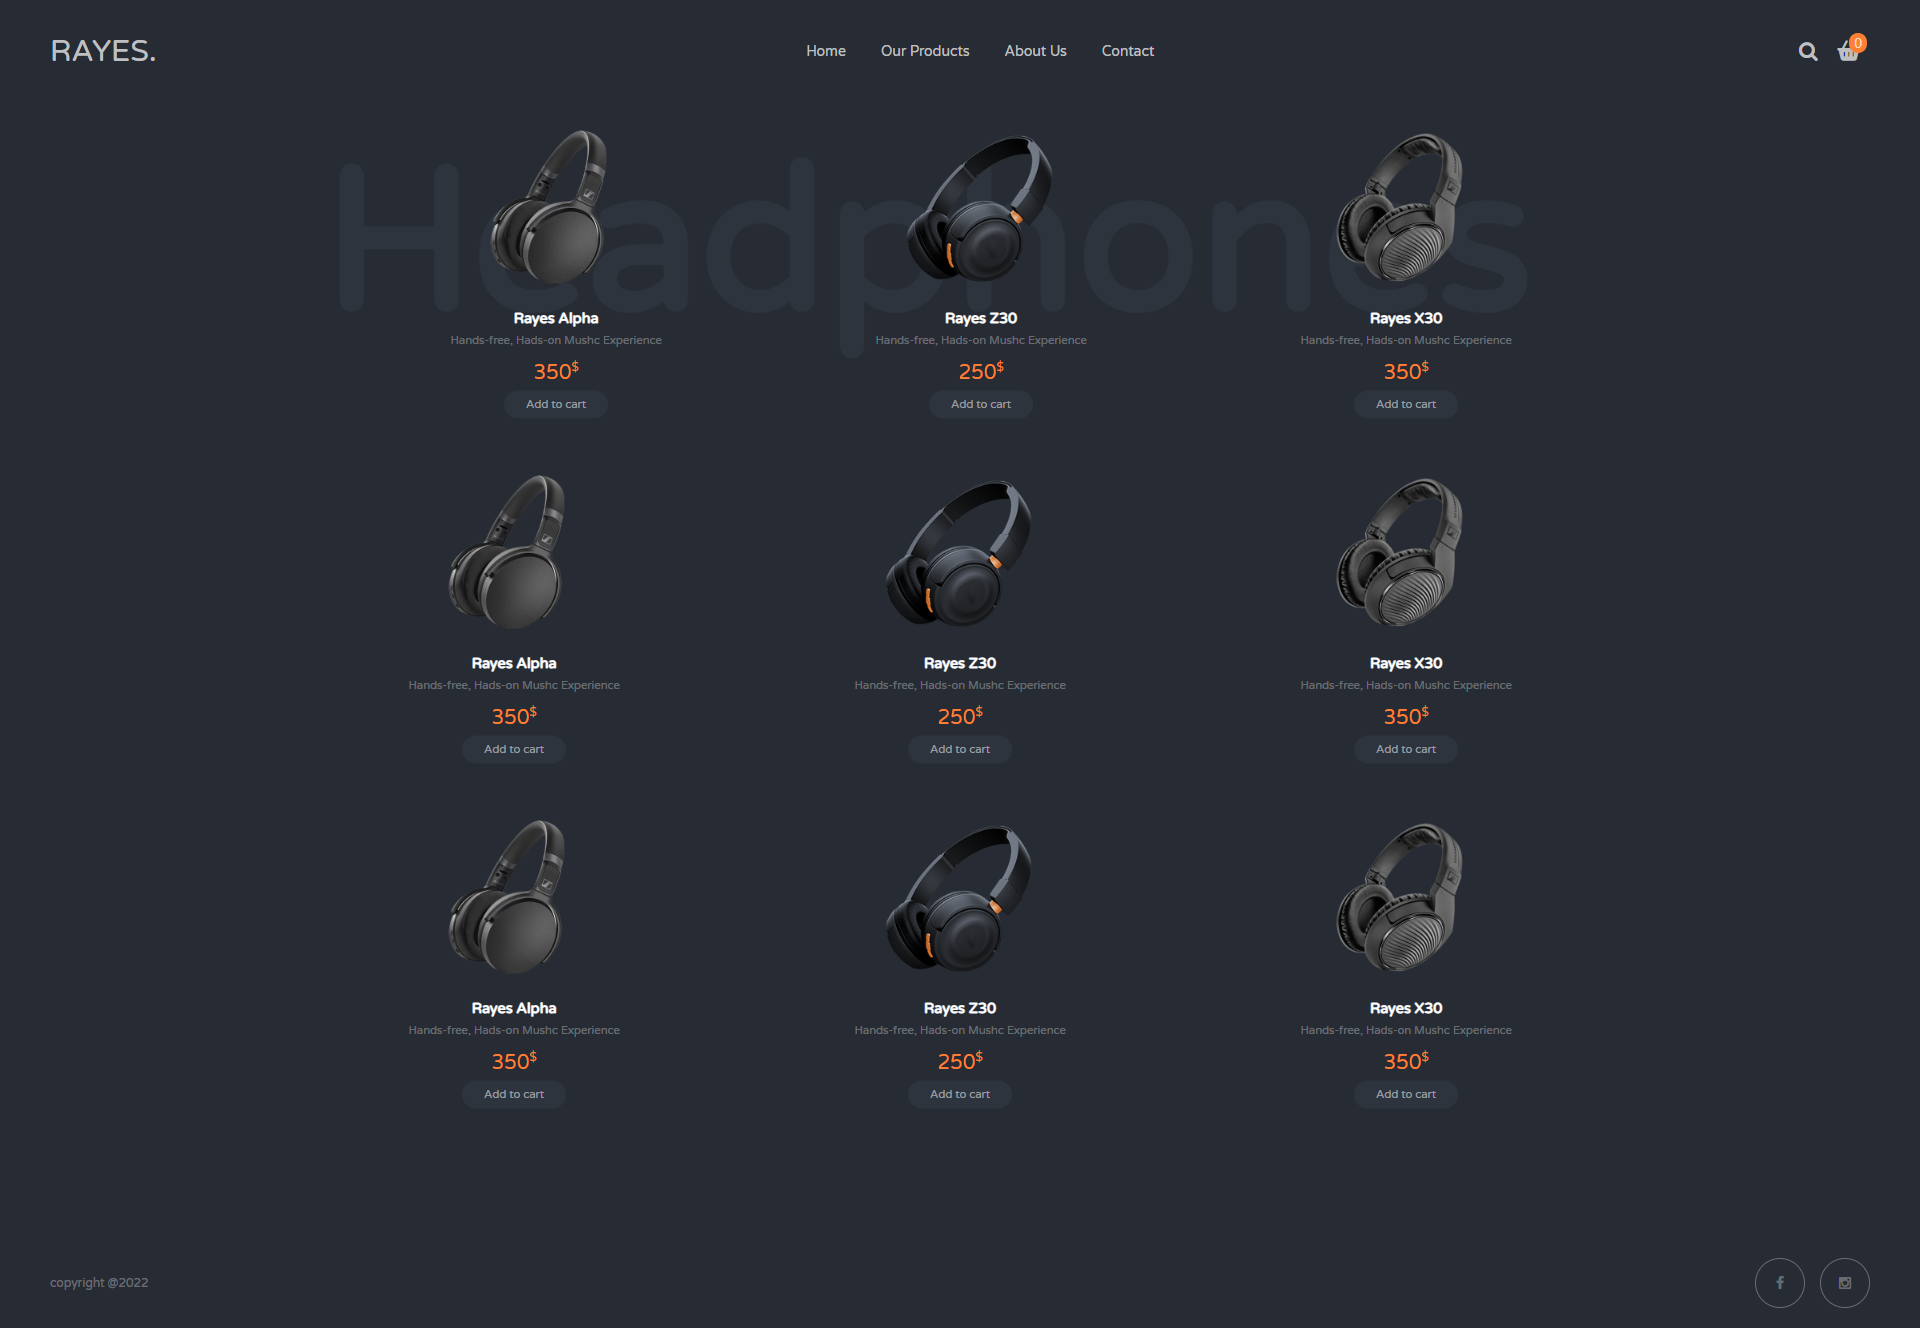 RAYES.
Home Our Products About Us Contact
0
Headphones
Rayes Alpha Rayes Z30 Rayes X30
Hands-free, Hads-on Mushc Experience Hands-free, Hads-on Mushc Experience Hands-free, Hads-on Mushc Experience
350$ 250$ 350$
Add to cart Add to cart Add to cart
Rayes Alpha Rayes Z30 Rayes X30
Hands-free, Hads-on Mushc Experience Hands-free, Hads-on Mushc Experience Hands-free, Hads-on Mushc Experience
350$ 250$ 350$
Add to cart Add to cart Add to cart
Rayes Alpha Rayes Z30 Rayes X30
Hands-free, Hads-on Mushc Experience Hands-free, Hads-on Mushc Experience Hands-free, Hads-on Mushc Experience
350$ 250$ 350$
Add to cart Add to cart Add to cart
copyright @2022